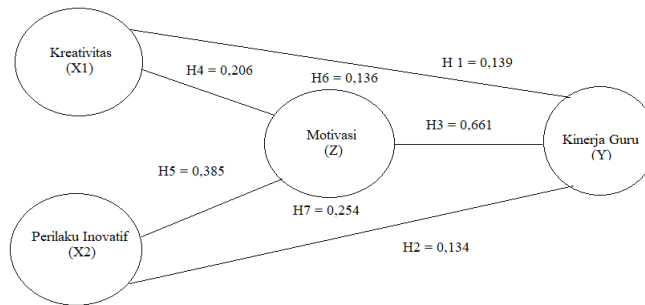 Kreativitas
(X1)
H 1 = 0,139
H4 = 0,206
H6 = 0,136
Motivasi
(Z)
H3 = 0,661
Kinerja Guru
(Y)
H5 = 0,385
H7 = 0,254
Perilaku Inovatif
(X2)
H2 = 0,134